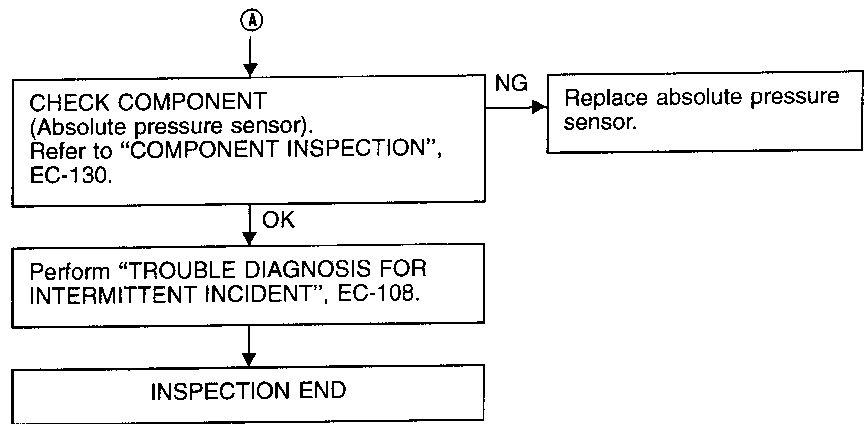 A
CHECK COMPONENT
(Absolute pressure sensor).
Refer to “COMPONENT INSPECTION”,
EC-130.
NG
Replace absolute pressure
sensor.
OK
Perform “TROUBLE DIAGNOSIS FOR
INTERMITTENT INCIDENT”, EC-108.
INSPECTION END